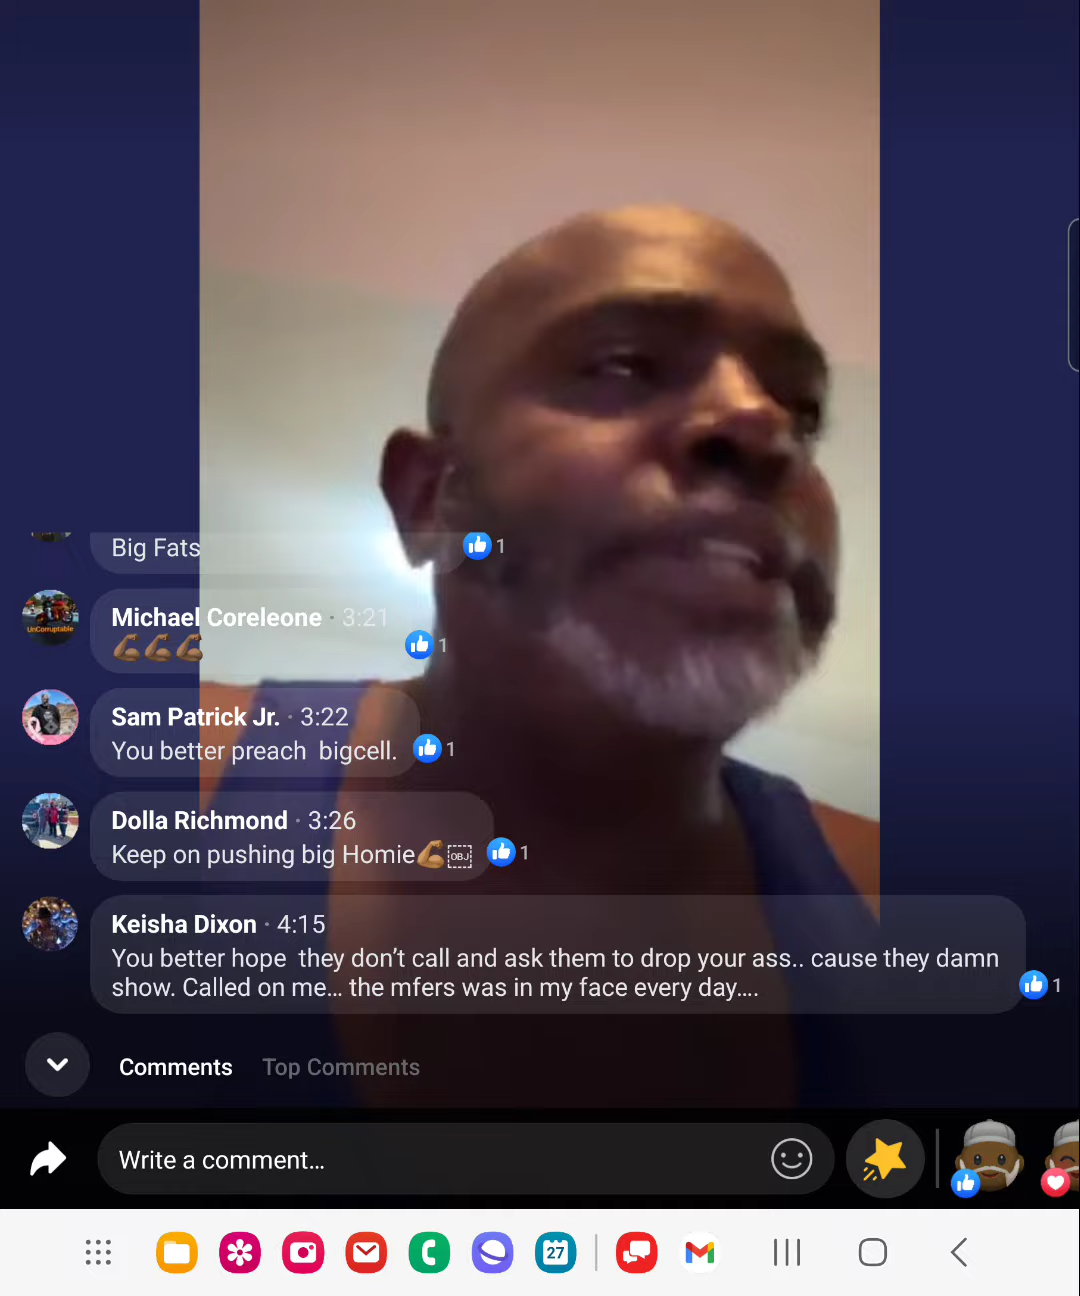 Big Fats
1
Michael Coreleone · 3:21
💪🏾💪🏾💪🏾
1
UnCorruptable
Sam Patrick Jr. · 3:22
You better preach  bigcell.
1
Dolla Richmond · 3:26
Keep on pushing big Homie💪🏾OBJ
1
Keisha Dixon · 4:15
You better hope  they don’t call and ask them to drop your ass.. cause they damn
show. Called on me... the mfers was in my face every day....
1
Comments Top Comments
Write a comment...
27